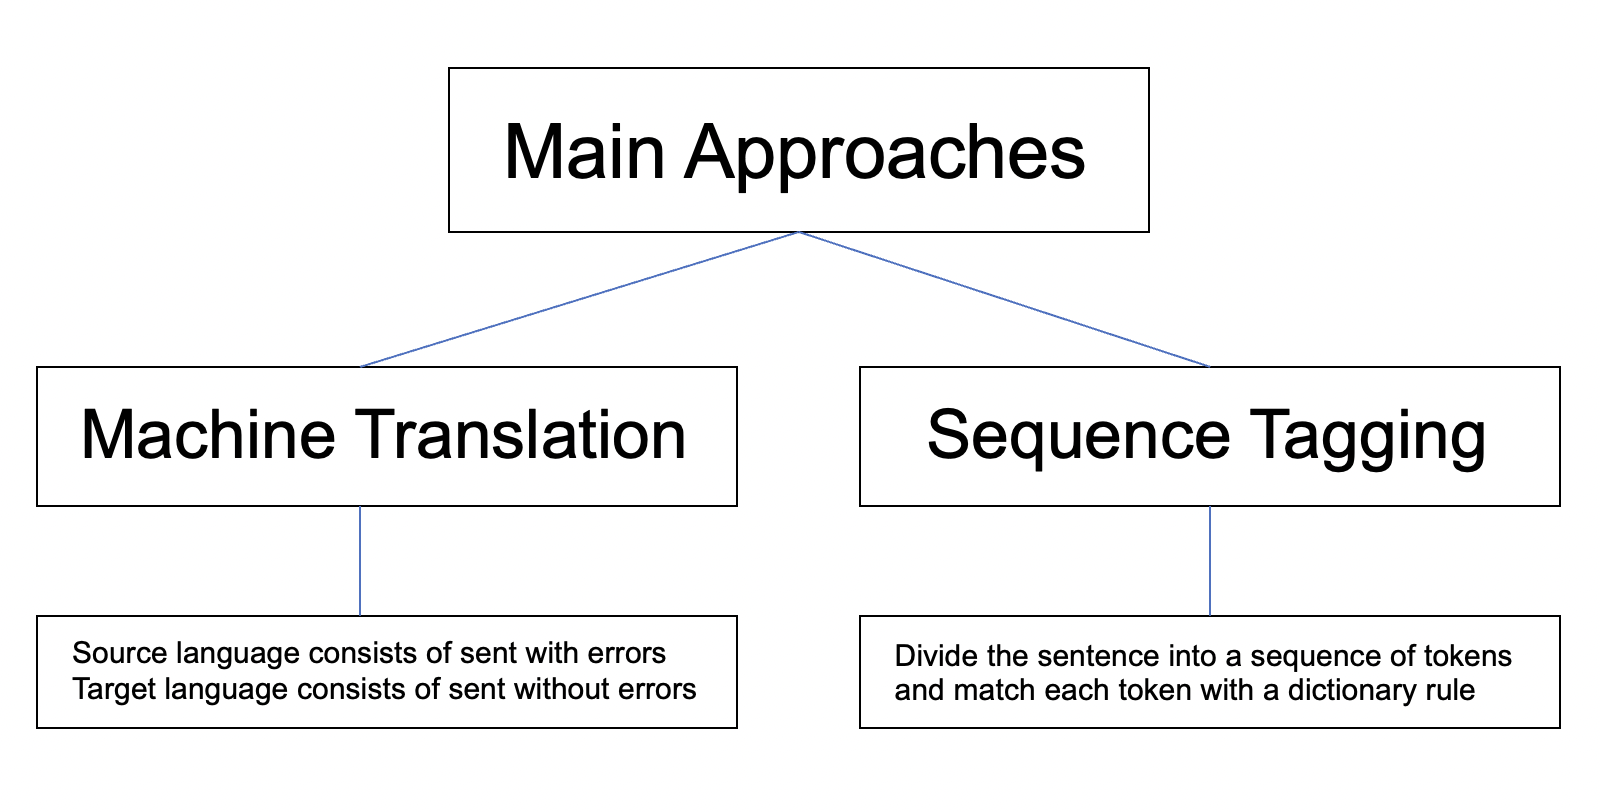 Main Approaches
Machine Translation
Sequence Tagging
Source language consists of sent with errors
Target language consists of sent without errors
Divide the sentence into a sequence of tokens
and match each token with a dictionary rule